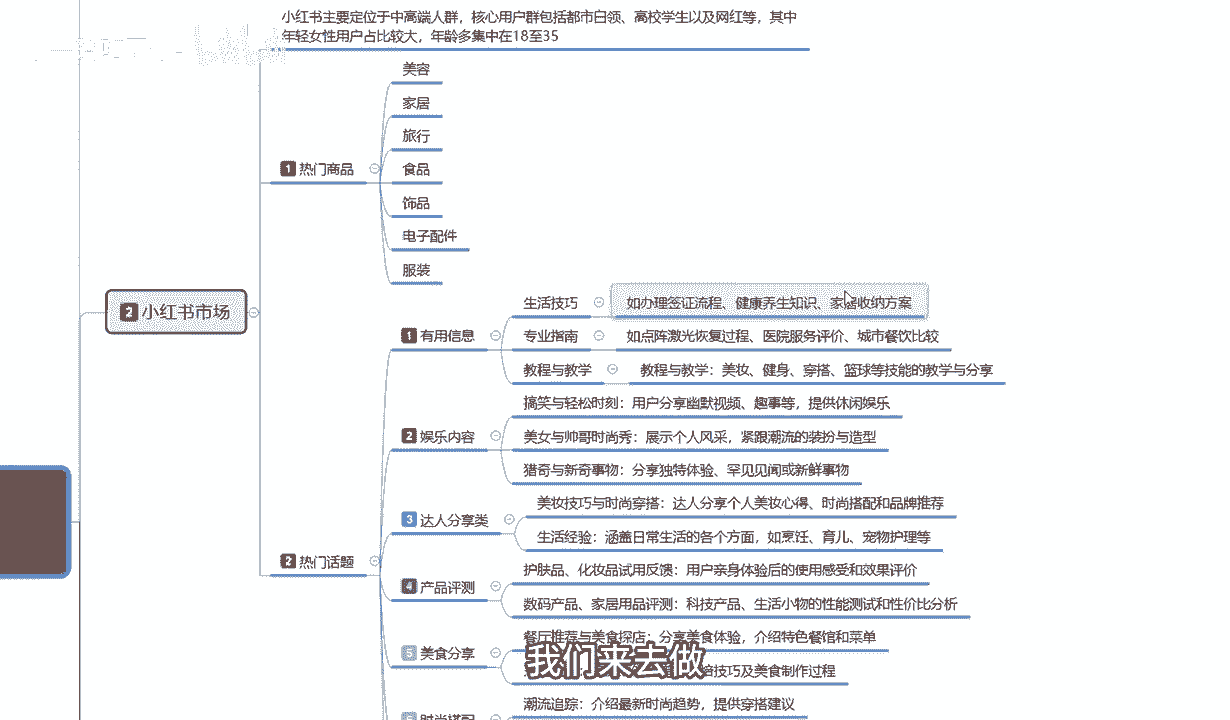 小红书主要定位于中高端人群，核心用户群包括都市白领、高校学生以及网红等，其中
年轻女性用户占比较大，年龄多集中在18至35
美容
家居
旅行
1 热门商品
食品
饰品
电子配件
服装
2 小红书市场
生活技巧
如办理签证流程、健康养生知识、家居收纳方案
1 有用信息
专业指南
如点阵激光恢复过程、医院服务评价、城市餐饮比较
教程与教学
教程与教学：美妆、健身、穿搭、篮球等技能的教学与分享
搞笑与轻松时刻：用户分享幽默视频、趣事等，提供休闲娱乐
2 娱乐内容
美女与帅哥时尚秀：展示个人风采，紧跟潮流的装扮与造型
猎奇与新奇事物：分享独特体验、罕见见闻或新鲜事物
美妆技巧与时尚穿搭：达人分享个人美妆心得、时尚搭配和品牌推荐
3 达人分享类
生活经验：涵盖日常生活的各个方面，如烹饪、育儿、宠物护理等
2 热门话题
护肤品、化妆品试用反馈：用户亲身体验后的使用感受和效果评价
4 产品评测
数码产品、家居用品评测：科技产品、生活小物的性能测试和性价比分析
餐厅推荐与美食探店：分享美食体验，介绍特色餐馆和菜单
5 美食分享
技巧及美食制作过程
我们来去做
潮流追踪：介绍最新时尚趋势，提供穿搭建议
时尚搭配